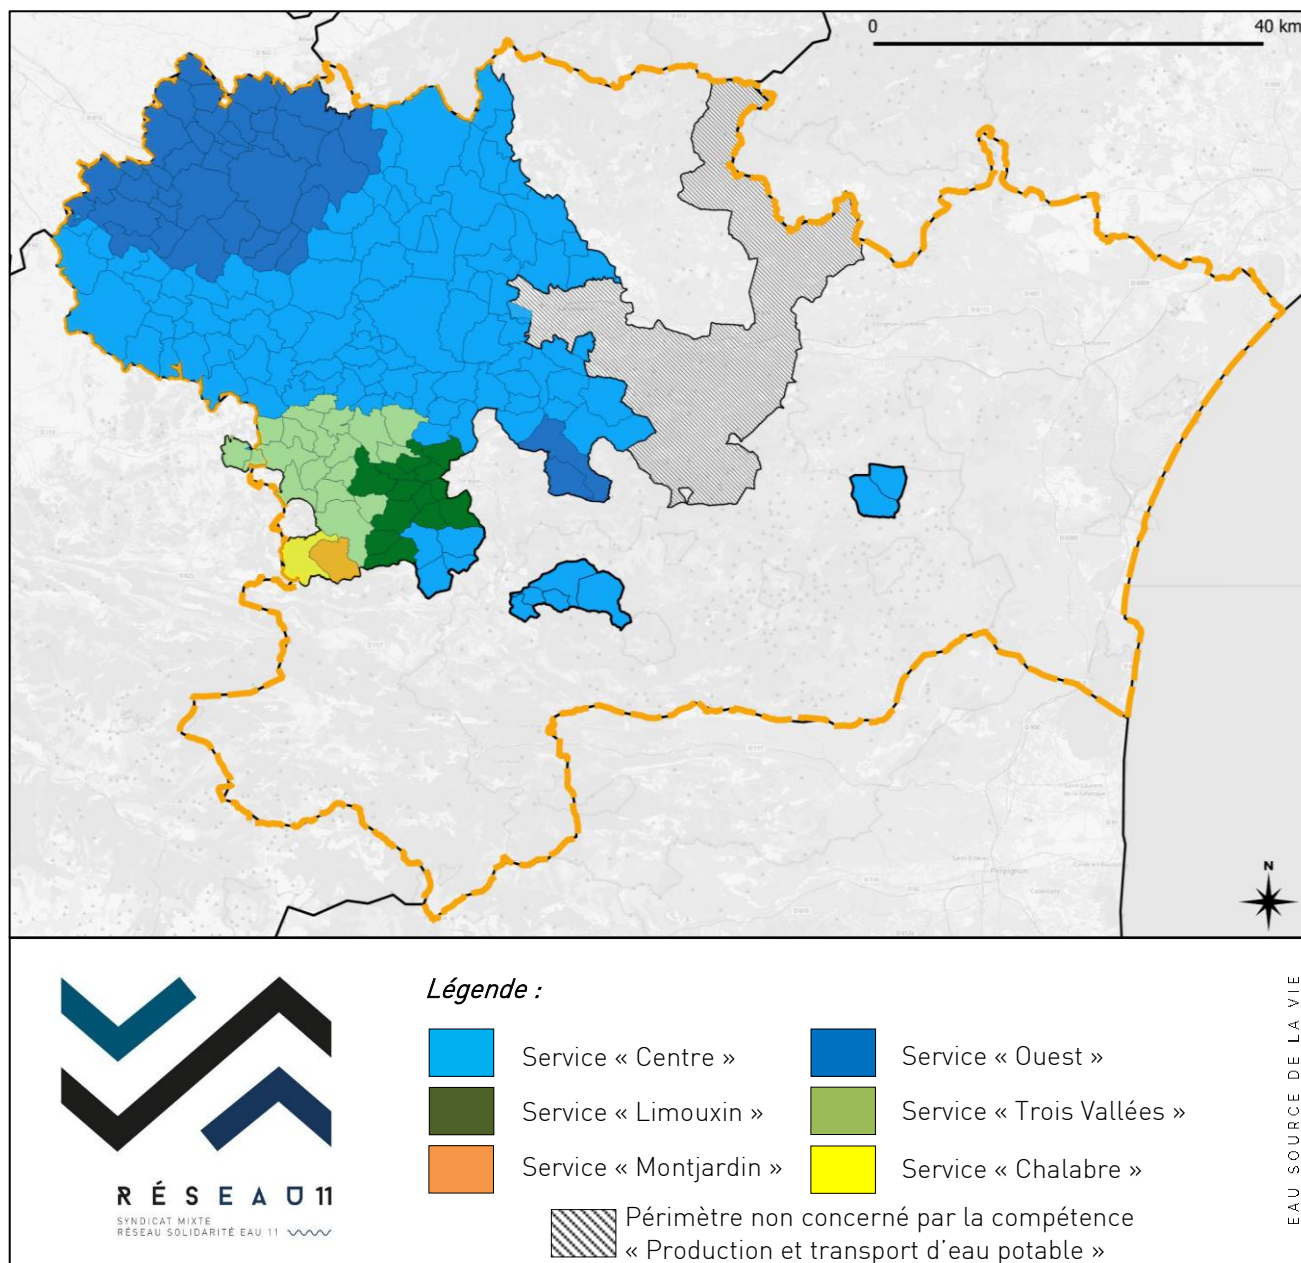 0
40 km
Narbonne
Perpignan
N
Légende :
Service « Centre »
Service « Ouest »
Service « Limouxin »
Service « Trois Vallées »
Service « Montjardin »
Service « Chalabre »
Périmètre non concerné par la compétence
« Production et transport d'eau potable »
RÉSEAU 11
SYNDICAT MIXTE
RÉSEAU SOLIDARITÉ EAU 11
EAU SOURCE DE LA VIE